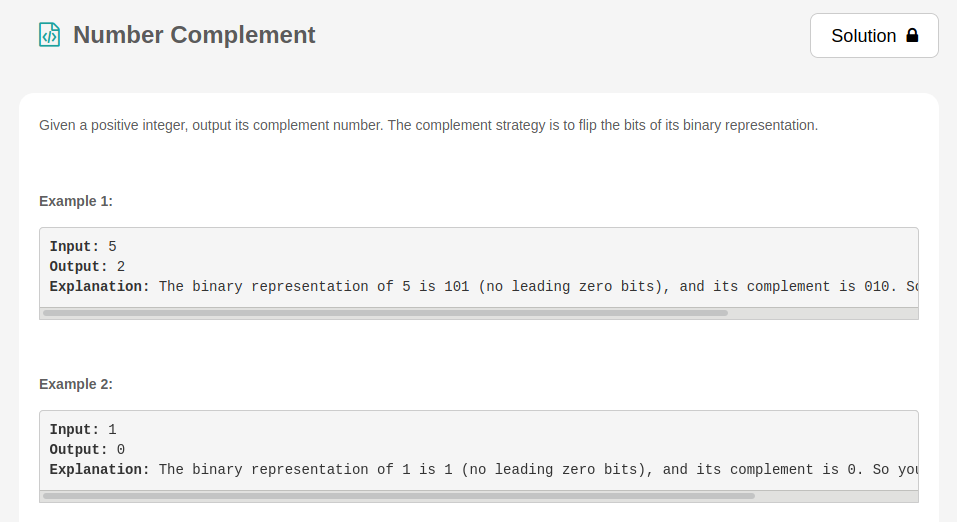 Number Complement
Solution
Given a positive integer, output its complement number. The complement strategy is to flip the bits of its binary representation.
Example 1:
Input: 5
Output: 2
Explanation: The binary representation of 5 is 101 (no leading zero bits), and its complement is 010. So
Example 2:
Input: 1
Output: 0
Explanation: The binary representation of 1 is 1 (no leading zero bits), and its complement is 0. So you